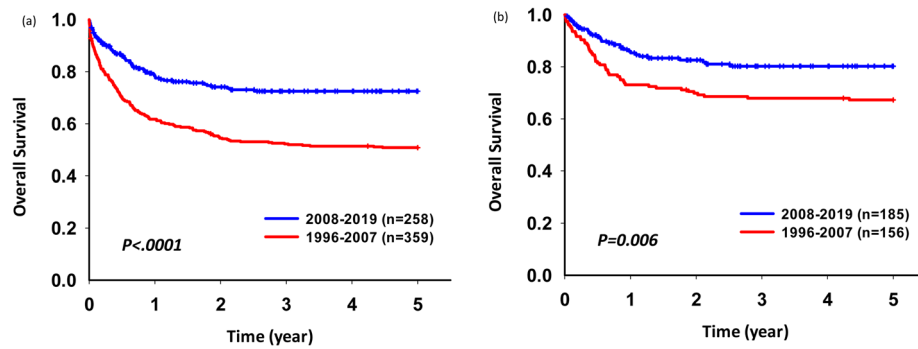 (a)
Overall Survival
1.0
0.8
0.6
0.4
0.2
0.0
2008-2019 (n=258)
1996-2007 (n=359)
P<.0001
0 1 2 3 4 5
Time (year)
(b)
Overall Survival
1.0
0.8
0.6
0.4
0.2
0.0
2008-2019 (n=185)
1996-2007 (n=156)
P=0.006
0 1 2 3 4 5
Time (year)